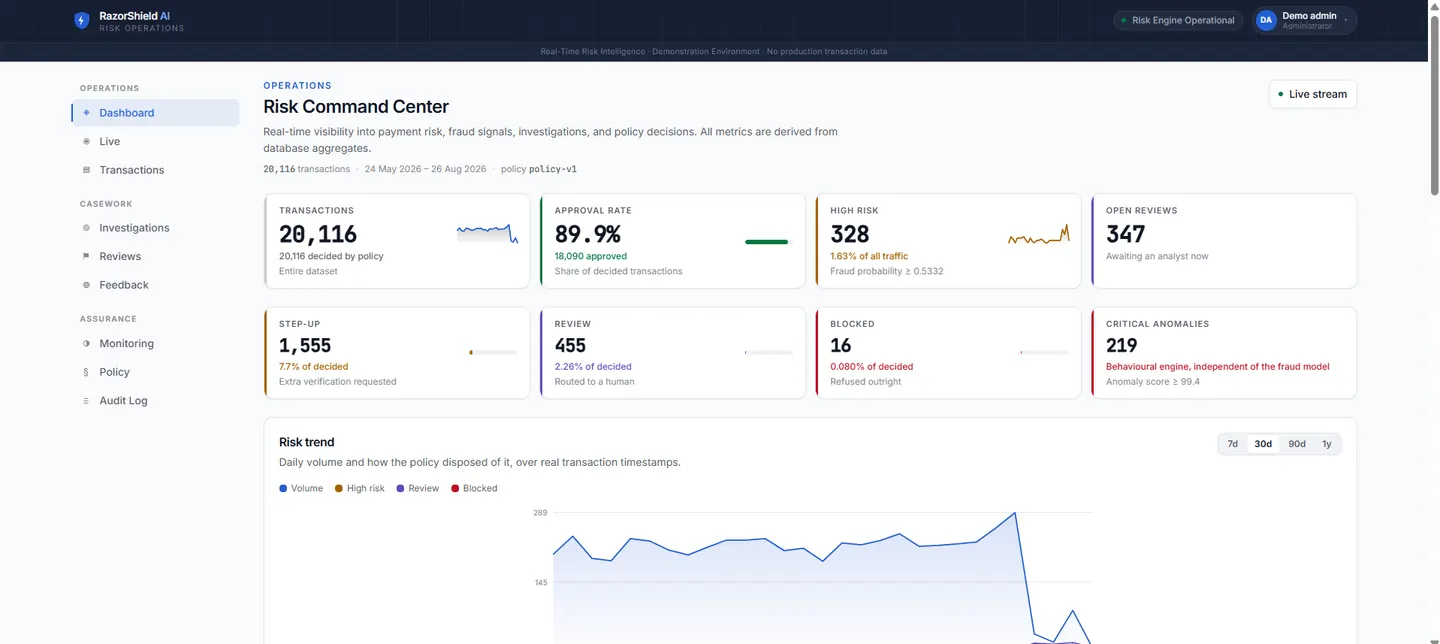 RazorShield AI
RISK OPERATIONS
Risk Engine Operational
DA
Demo admin
Administrator
Real-Time Risk Intelligence · Demonstration Environment · No production transaction data
OPERATIONS
Dashboard
Live
Transactions
CASEWORK
Investigations
Reviews
Feedback
ASSURANCE
Monitoring
§ Policy
Audit Log
OPERATIONS
Risk Command Center
Live stream
Real-time visibility into payment risk, fraud signals, investigations, and policy decisions. All metrics are derived from
database aggregates.
20,116 transactions · 24 May 2026 – 26 Aug 2026 · policy policy-v1
TRANSACTIONS
20,116
20,116 decided by policy
Entire dataset
APPROVAL RATE
89.9%
18,090 approved
Share of decided transactions
HIGH RISK
328
1.63% of all traffic
Fraud probability ≥ 0.5332
OPEN REVIEWS
347
Awaiting an analyst now
STEP-UP
1,555
7.7% of decided
Extra verification requested
REVIEW
455
2.26% of decided
Routed to a human
BLOCKED
16
0.080% of decided
Refused outright
CRITICAL ANOMALIES
219
Behavioural engine, independent of the fraud model
Anomaly score ≥ 99.4
Risk trend
7d 30d 90d 1y
Daily volume and how the policy disposed of it, over real transaction timestamps.
Volume High risk Review Blocked
289
145